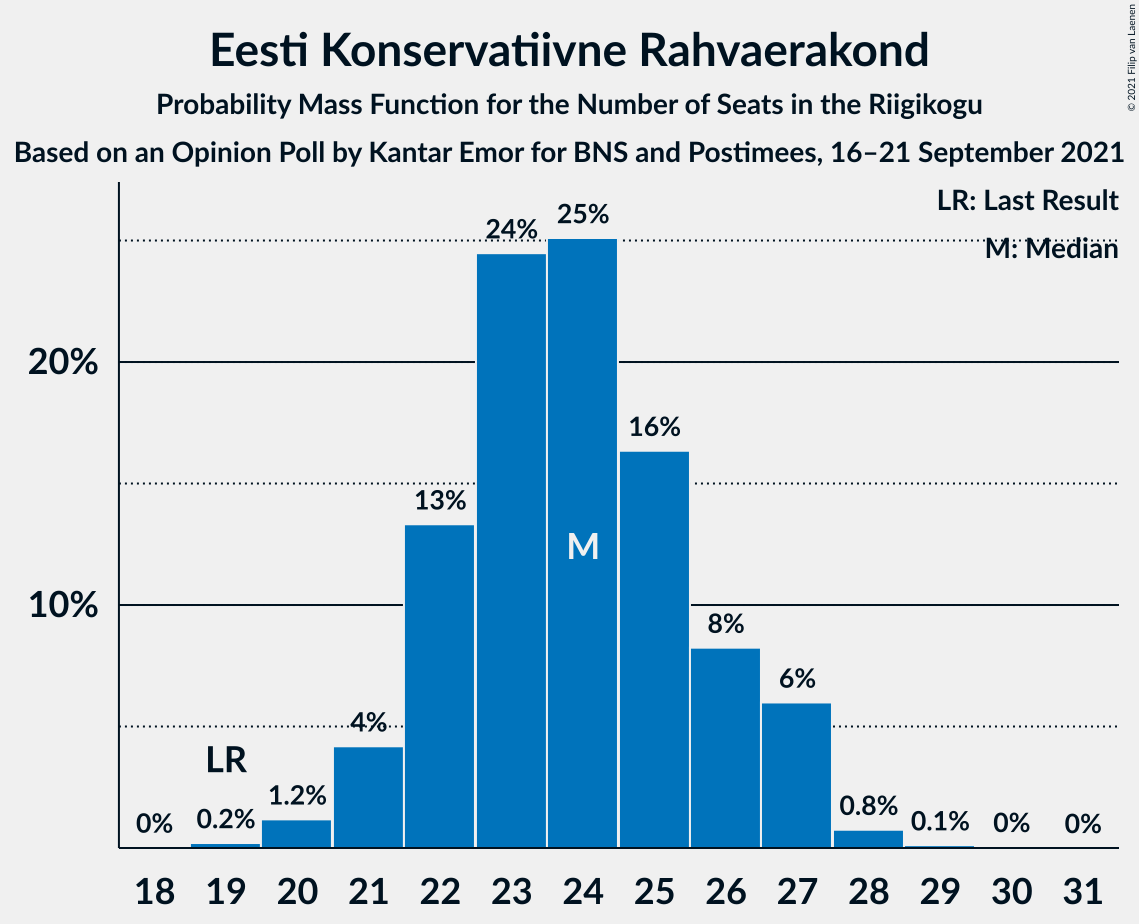 Eesti Konservatiivne Rahvaerakond
Probability Mass Function for the Number of Seats in the Riigikogu
Based on an Opinion Poll by Kantar Emor for BNS and Postimees, 16–21 September 2021
© 2021 Filip van Laenen
LR: Last Result
M: Median
20%
10%
0%
0.2%
1.2%
4%
13%
24%
25%
16%
8%
6%
0.8%
0.1%
0%
0%
LR
M
18 19 20 21 22 23 24 25 26 27 28 29 30 31